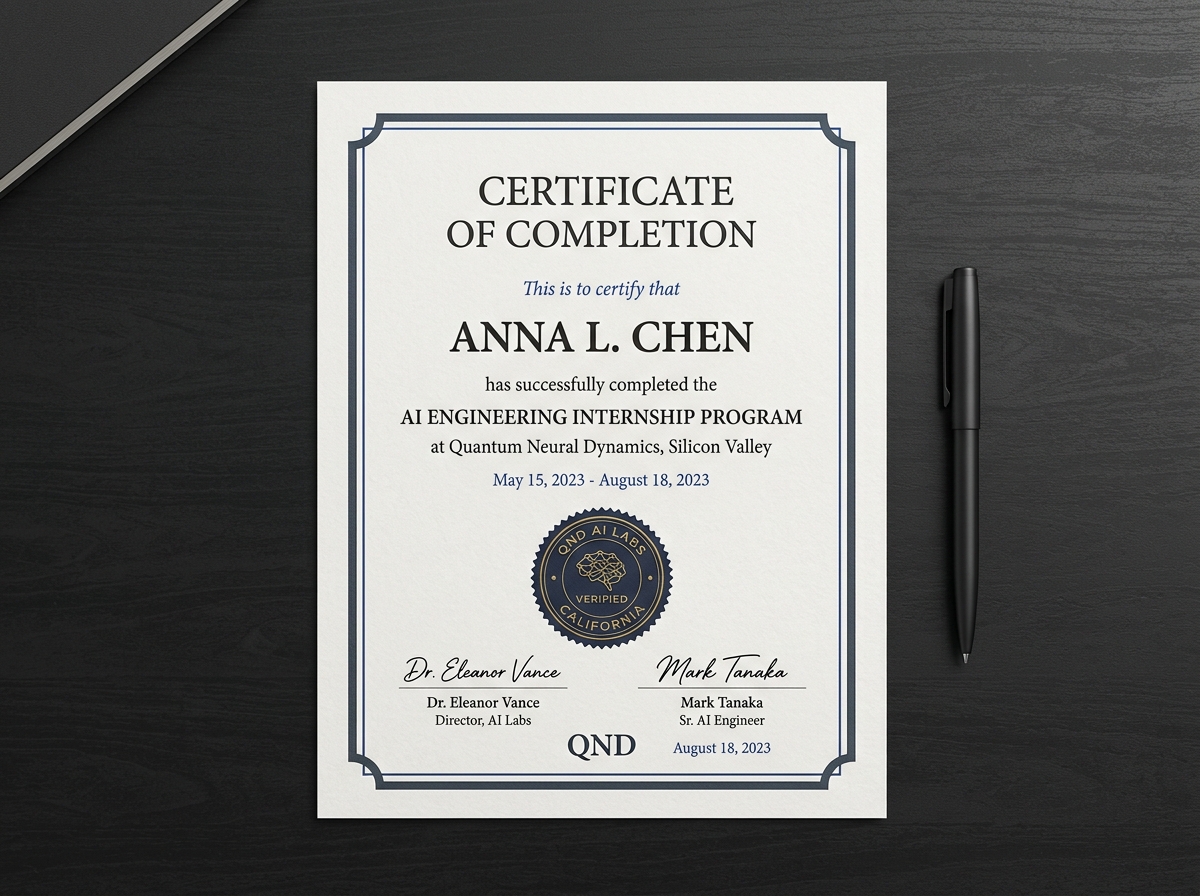 CERTIFICATE
OF COMPLETION
This is to certify that
ANNA L. CHEN
has successfully completed the
AI ENGINEERING INTERNSHIP PROGRAM
at Quantum Neural Dynamics, Silicon Valley
May 15, 2023 - August 18, 2023
QND AI LABS
VERIPIED
CALIFORNIA
Dr. Eleanor Vance
Mark Tanaka
Dr. Eleanor Vance
Mark Tanaka
Director, AI Labs
Sr. AI Engineer
QND
August 18, 2023